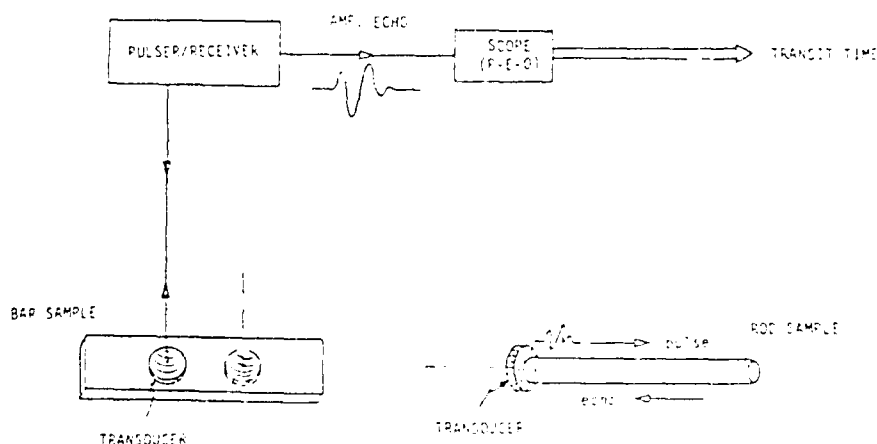 AMP. ECHO
PULSER/RECEIVER
SCOPE
(P-E-O)
TRANSIT TIME
BAR SAMPLE
ROD SAMPLE
pulse
echo
TRANSDUCER
TRANSDUCER